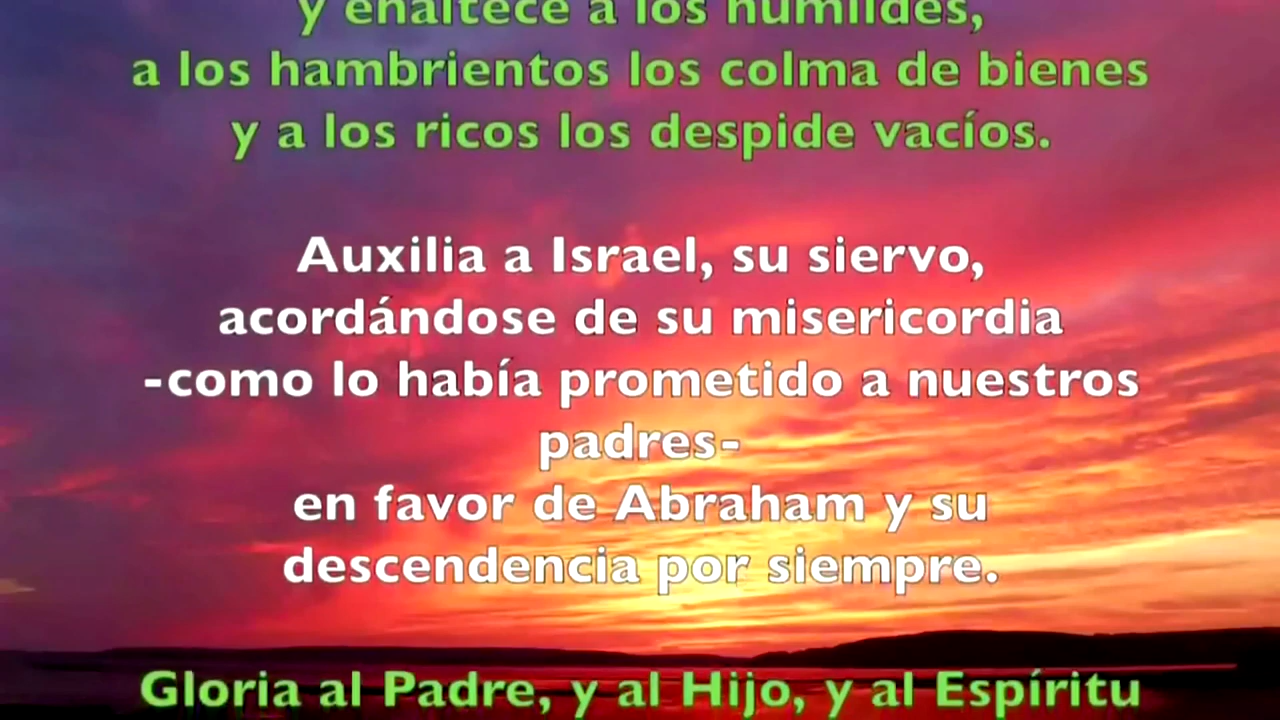 y enaltece a los humildes,
a los hambrientos los colma de bienes
y a los ricos los despide vacíos.
Auxilia a Israel, su siervo,
acordándose de su misericordia
-como lo había prometido a nuestros
padres-
en favor de Abraham y su
descendencia por siempre.
Gloria al Padre, y al Hijo, y al Espíritu